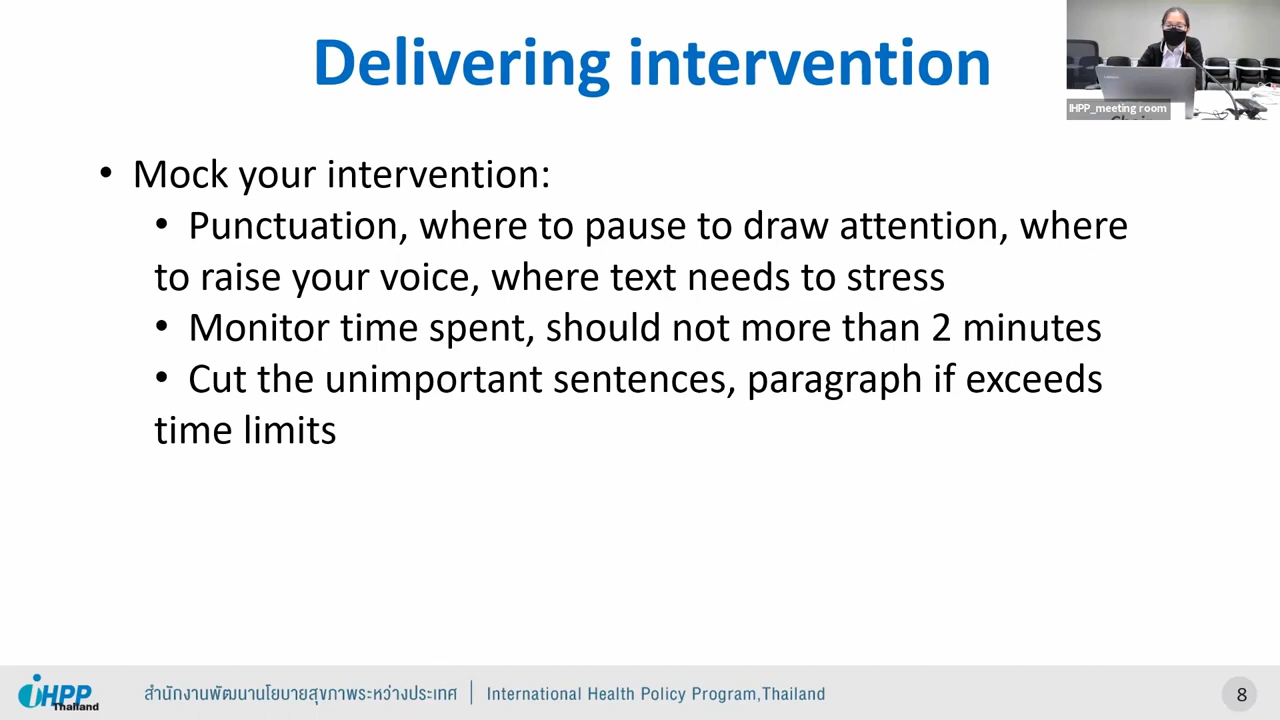 Delivering intervention
IHPP_meeting room
• Mock your intervention:
• Punctuation, where to pause to draw attention, where
to raise your voice, where text needs to stress
• Monitor time spent, should not more than 2 minutes
• Cut the unimportant sentences, paragraph if exceeds
time limits
iHPP
Thailand
สำนักงานพัฒนานโยบายสุขภาพระหว่างประเทศ | International Health Policy Program,Thailand
8